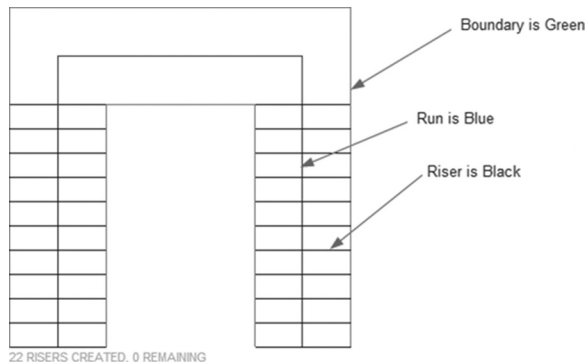 Boundary is Green
Run is Blue
Riser is Black
22 RISERS CREATED, 0 REMAINING